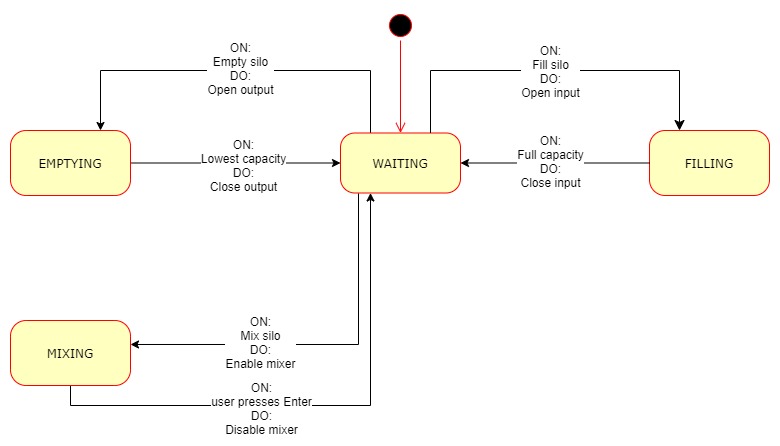 ON:
Empty silo
DO:
Open output
ON:
Fill silo
DO:
Open input
EMPTYING
ON:
Lowest capacity
DO:
Close output
WAITING
ON:
Full capacity
DO:
Close input
FILLING
MIXING
ON:
Mix silo
DO:
Enable mixer
ON:
user presses Enter
DO:
Disable mixer